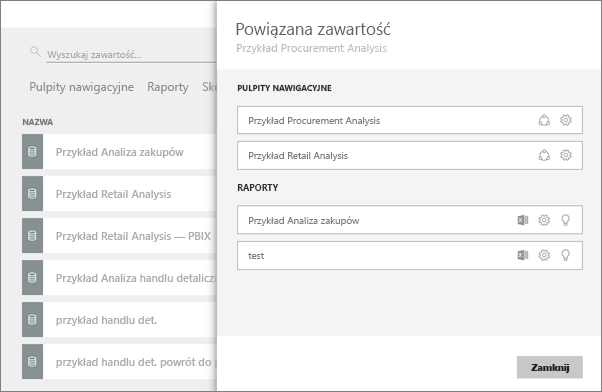 Wyszukaj zawartość...
Pulpity nawigacyjne Raporty
NAZWA
Przykład Analiza zakupów
Przykład Retail Analysis
Przykład Retail Analysis — PBIX
Przykład Analiza handlu detaliczn
przykład handlu det.
przykład handlu det. powrót do
Powiązana zawartość
Przykład Procurement Analysis
PULPITY NAWIGACYJNE
Przykład Procurement Analysis
Przykład Retail Analysis
RAPORTY
Przykład Analiza zakupów
test
Zamknij